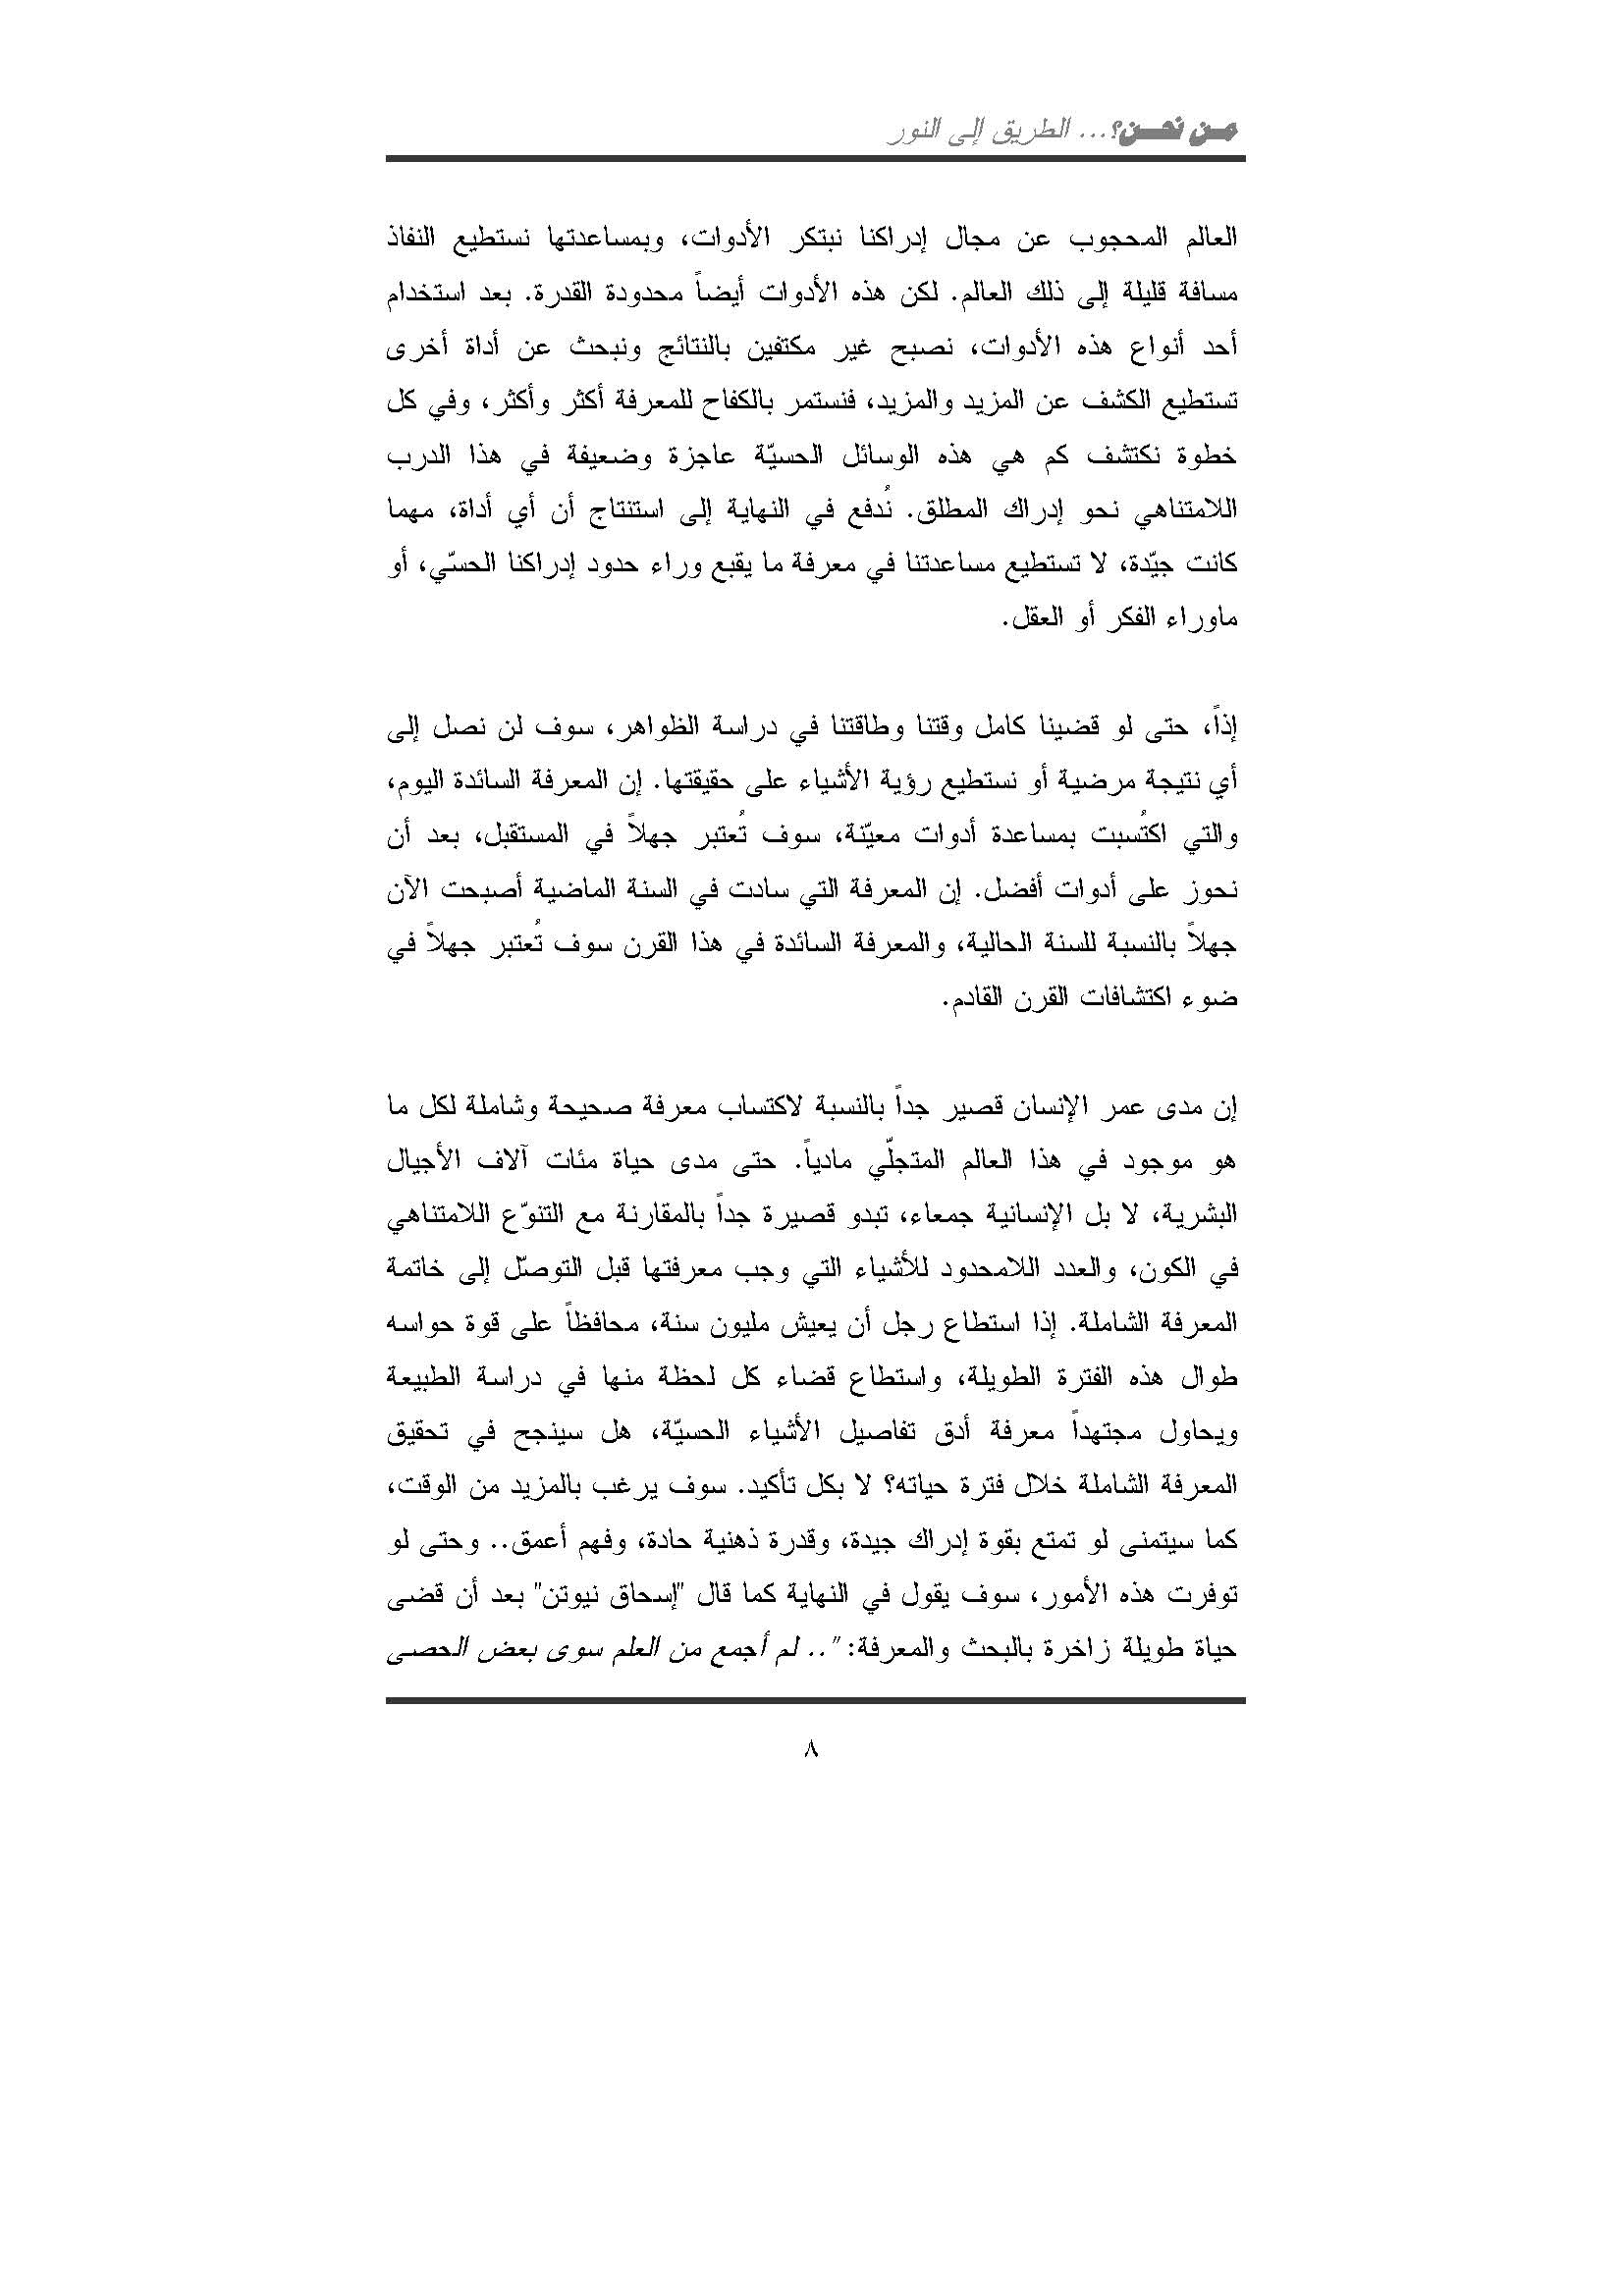 من نحن؟... الطريق إلى النور
العالم المحجوب عن مجال إدراكنا نبتكر الأدوات، وبمساعدتها نستطيع النفاذ
مسافة قليلة إلى ذلك العالم. لكن هذه الأدوات أيضاً محدودة القدرة. بعد استخدام
أحد أنواع هذه الأدوات، نصبح غير مكتفين بالنتائج ونبحث عن أداة أخرى
تستطيع الكشف عن المزيد والمزيد، فنستمر بالكفاح للمعرفة أكثر وأكثر، وفي كل
خطوة نكتشف كم هي هذه الوسائل الحسيّة عاجزة وضعيفة في هذا الدرب
اللامتناهي نحو إدراك المطلق. نُدفع في النهاية إلى استنتاج أن أي أداة، مهما
كانت جيّدة، لا تستطيع مساعدتنا في معرفة ما يقبع وراء حدود إدراكنا الحسّي، أو
ماوراء الفكر أو العقل.
إذاً، حتى لو قضينا كامل وقتنا وطاقتنا في دراسة الظواهر، سوف لن نصل إلى
أي نتيجة مرضية أو نستطيع رؤية الأشياء على حقيقتها. إن المعرفة السائدة اليوم،
والتي اكتُسبت بمساعدة أدوات معيّنة، سوف تُعتبر جهلاً في المستقبل، بعد أن
نحوز على أدوات أفضل. إن المعرفة التي سادت في السنة الماضية أصبحت الآن
جهلاً بالنسبة للسنة الحالية، والمعرفة السائدة في هذا القرن سوف تُعتبر جهلاً في
ضوء اكتشافات القرن القادم.
إن مدى عمر الإنسان قصير جداً بالنسبة لاكتساب معرفة صحيحة وشاملة لكل ما
هو موجود في هذا العالم المتجلّي مادياً. حتى مدى حياة مئات آلاف الأجيال
البشرية، لا بل الإنسانية جمعاء، تبدو قصيرة جداً بالمقارنة مع التنوّع اللامتناهي
في الكون، والعدد اللامحدود للأشياء التي وجب معرفتها قبل التوصّل إلى خاتمة
المعرفة الشاملة. إذا استطاع رجل أن يعيش مليون سنة، محافظاً على قوة حواسه
طوال هذه الفترة الطويلة، واستطاع قضاء كل لحظة منها في دراسة الطبيعة
ويحاول مجتهداً معرفة أدق تفاصيل الأشياء الحسيّة، هل سينجح في تحقيق
المعرفة الشاملة خلال فترة حياته؟ لا بكل تأكيد. سوف يرغب بالمزيد من الوقت،
كما سيتمنى لو تمتع بقوة إدراك جيدة، وقدرة ذهنية حادة، وفهم أعمق.. وحتى لو
توفرت هذه الأمور، سوف يقول في النهاية كما قال "إسحاق نيوتن" بعد أن قضى
حياة طويلة زاخرة بالبحث والمعرفة: ".. لم أجمع من العلم سوى بعض الحصى
٨